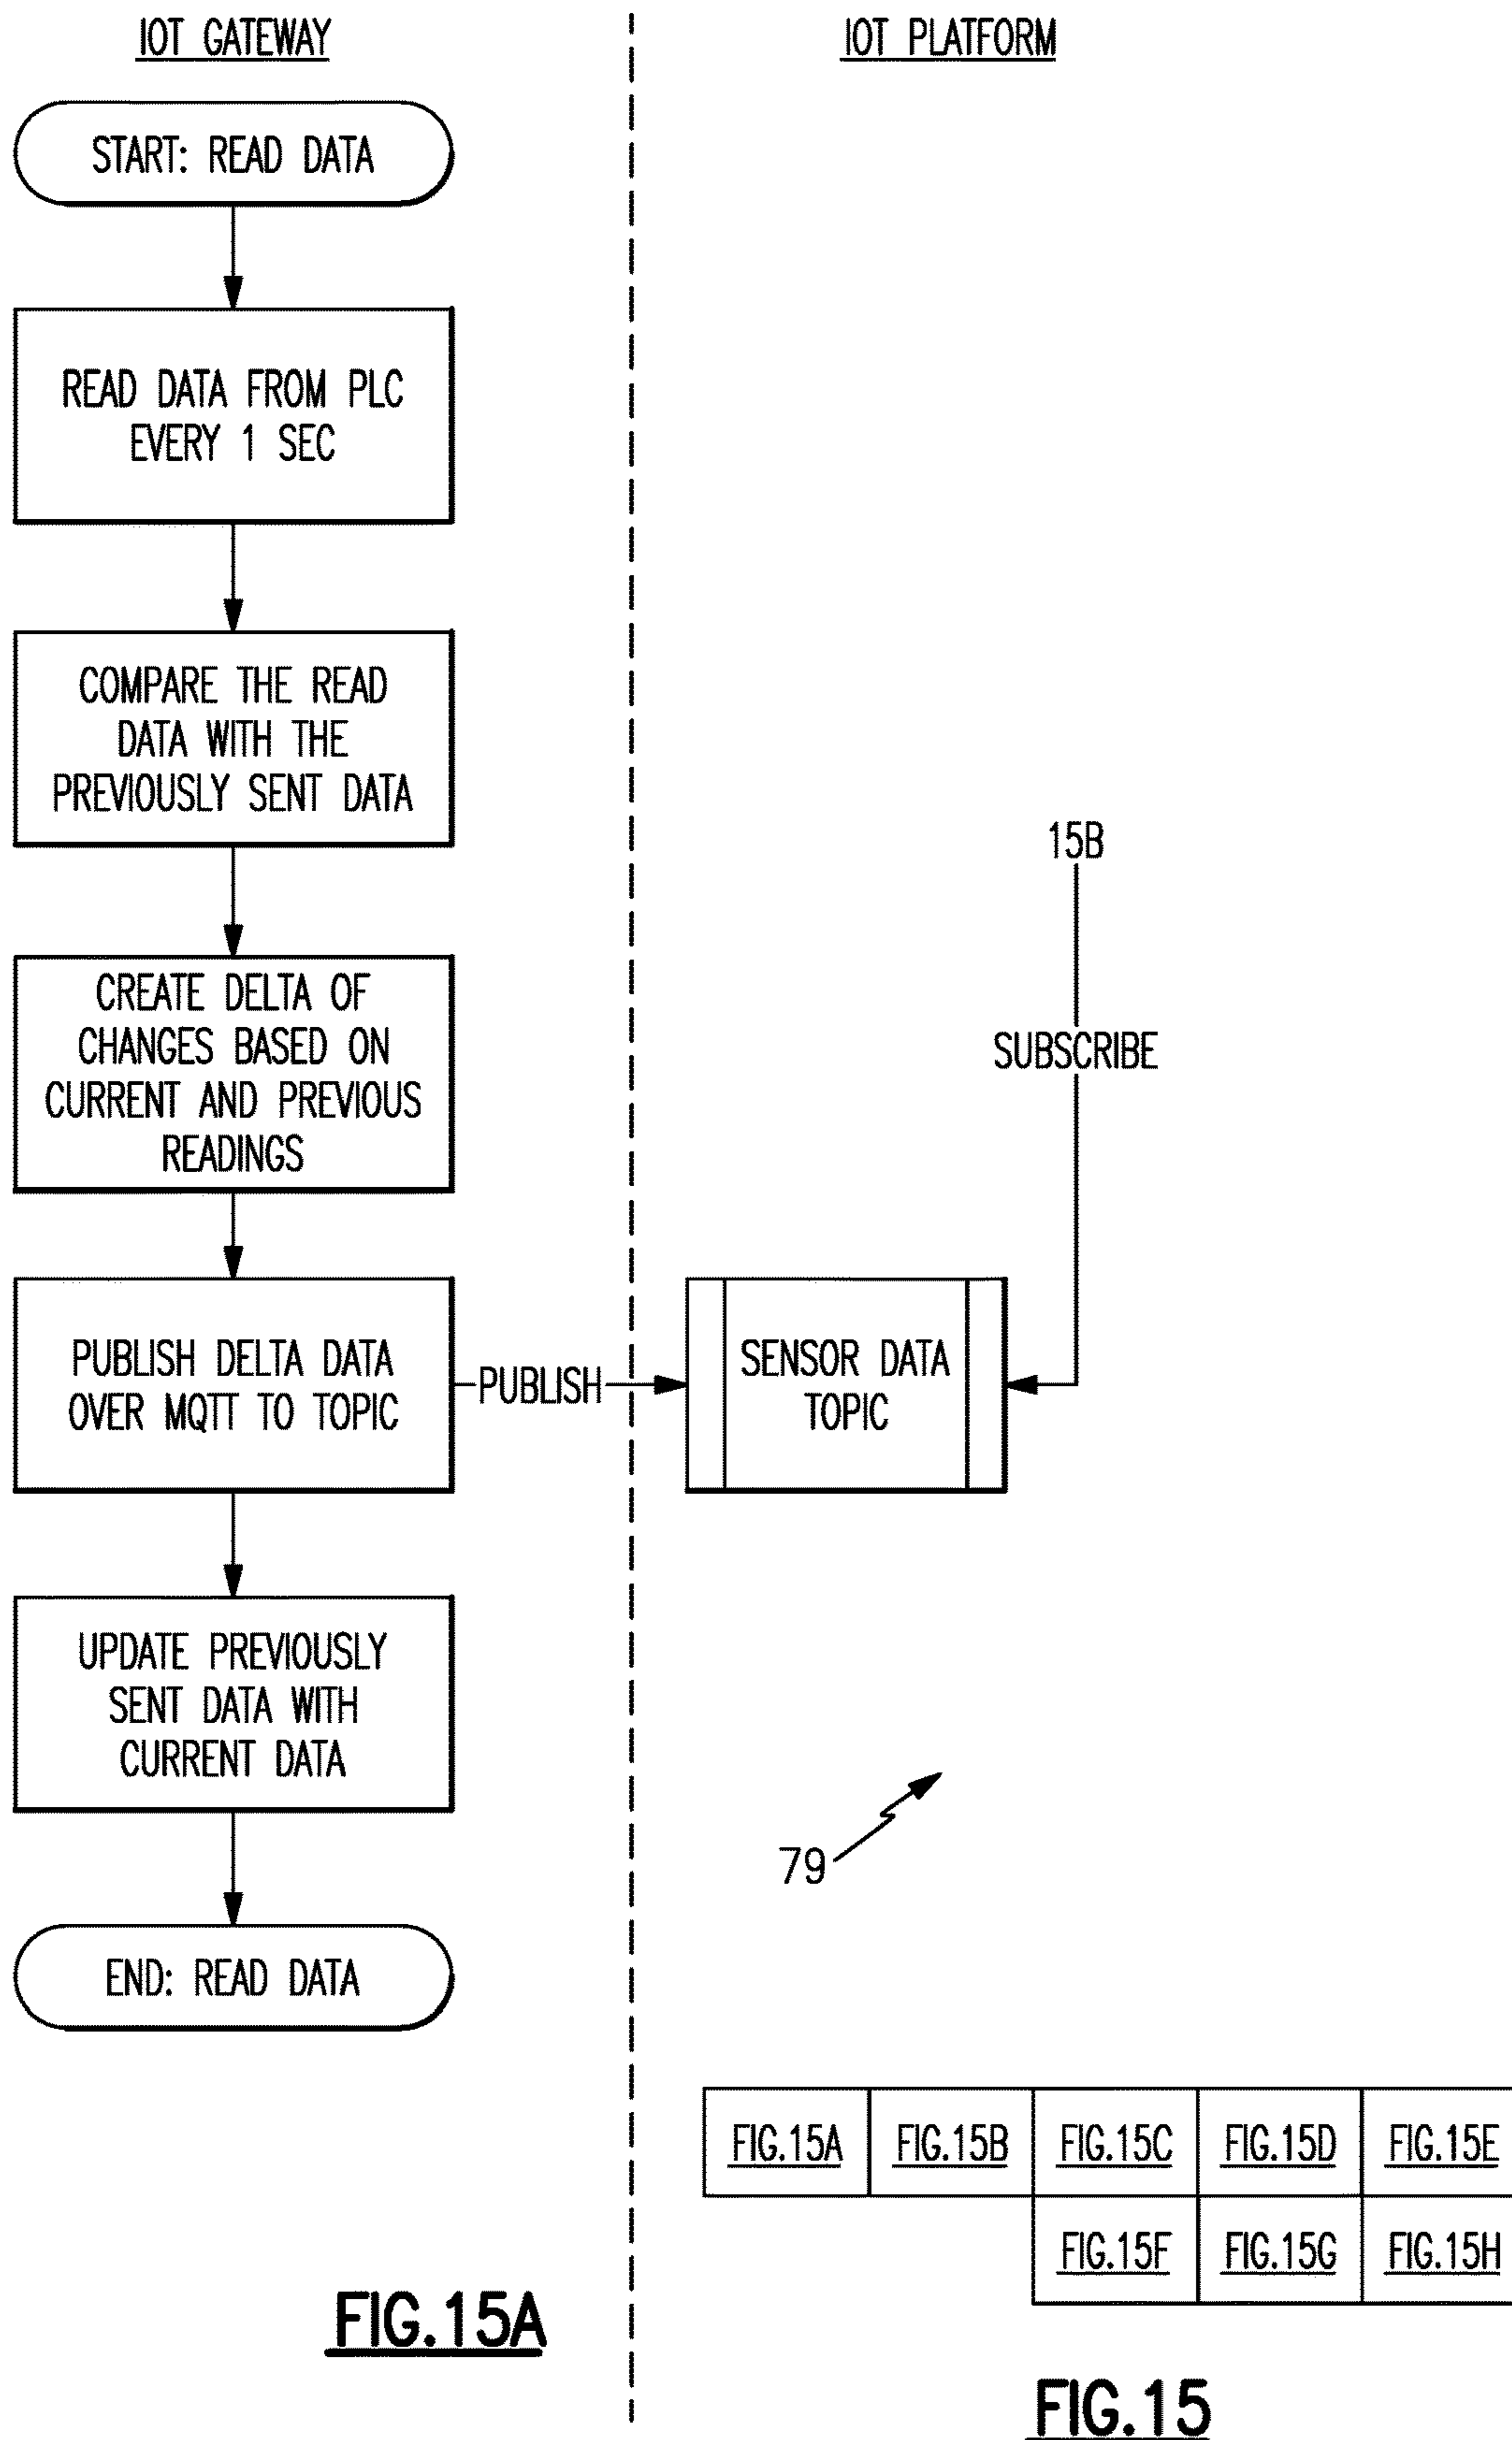 IOT GATEWAY
IOT PLATFORM
START: READ DATA
READ DATA FROM PLC
EVERY 1 SEC
COMPARE THE READ
DATA WITH THE
PREVIOUSLY SENT DATA
CREATE DELTA OF
CHANGES BASED ON
CURRENT AND PREVIOUS
READINGS
PUBLISH DELTA DATA
OVER MQTT TO TOPIC
PUBLISH
SENSOR DATA
TOPIC
15B
SUBSCRIBE
UPDATE PREVIOUSLY
SENT DATA WITH
CURRENT DATA
END: READ DATA
79
FIG.15A
FIG.15B
FIG.15C
FIG.15D
FIG.15E
FIG.15F
FIG.15G
FIG.15H
FIG.15A
FIG.15